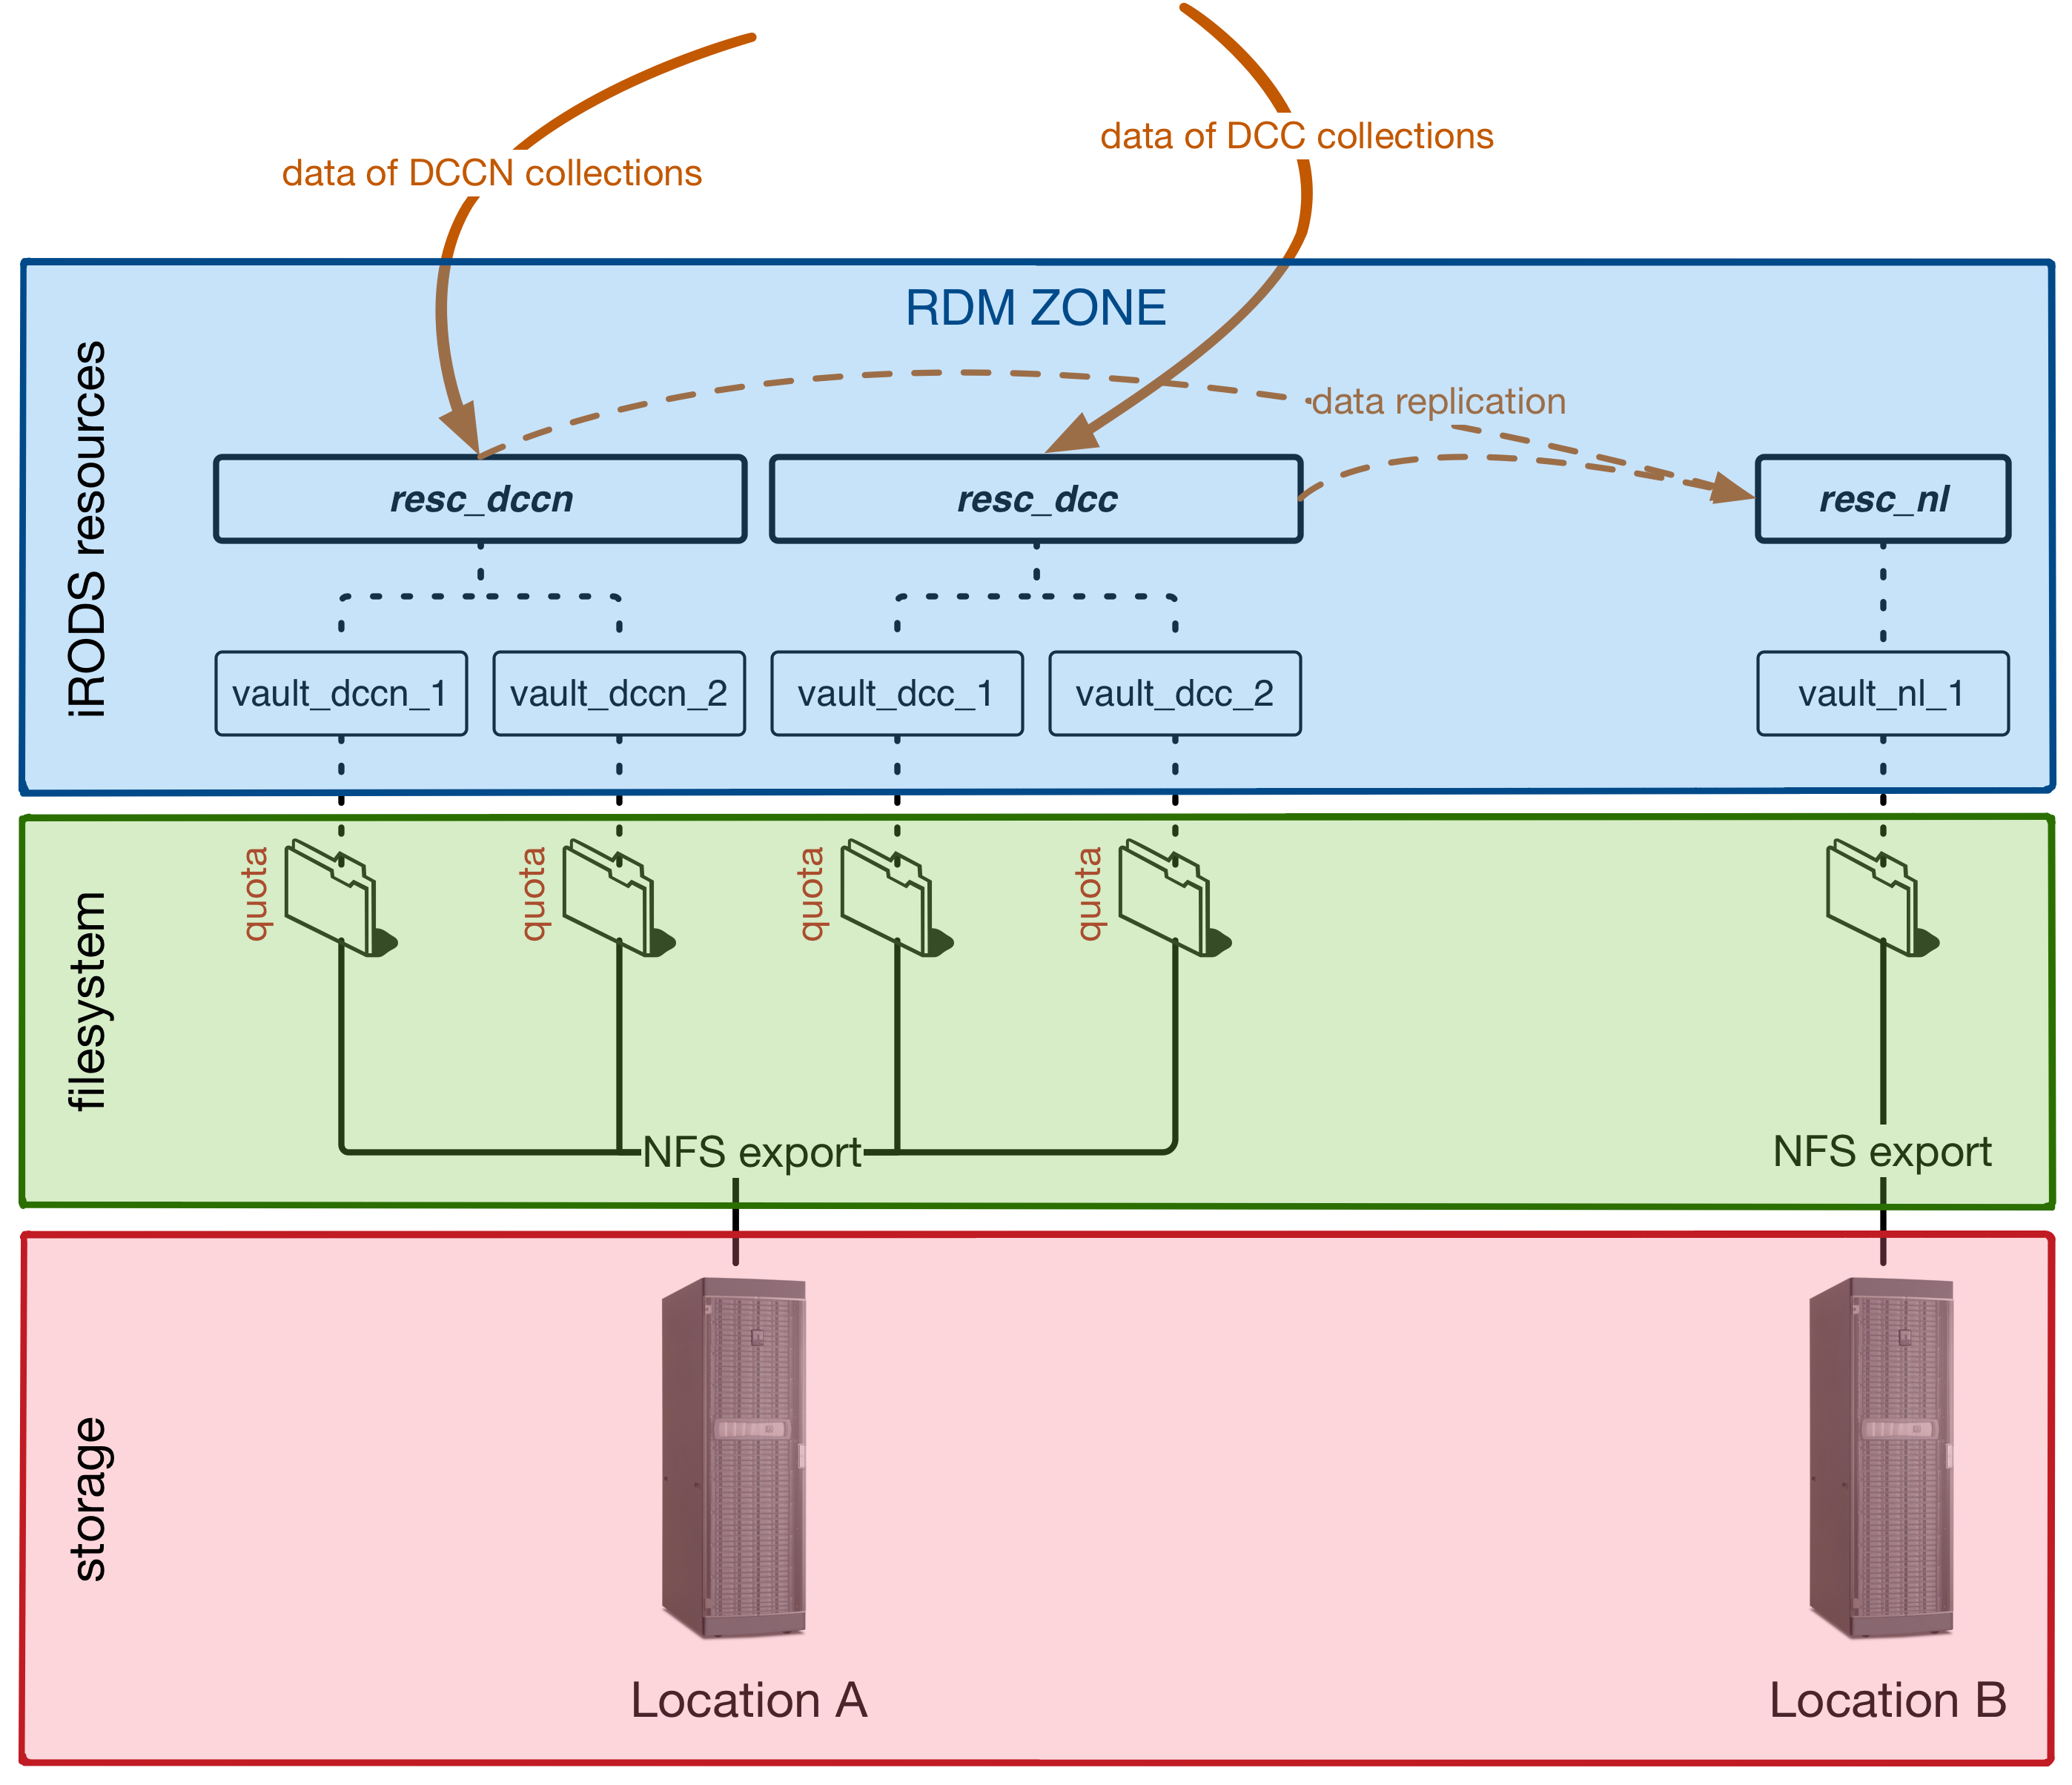 data of DCC collections
data of DCCN collections
RDM ZONE
iRODS resources
data replication
resc_dccn
resc_dcc
resc_nl
vault_dccn_1
vault_dccn_2
vault_dcc_1
vault_dcc_2
vault_nl_1
filesystem
quota
quota
quota
quota
NFS export
NFS export
storage
Location A
Location B